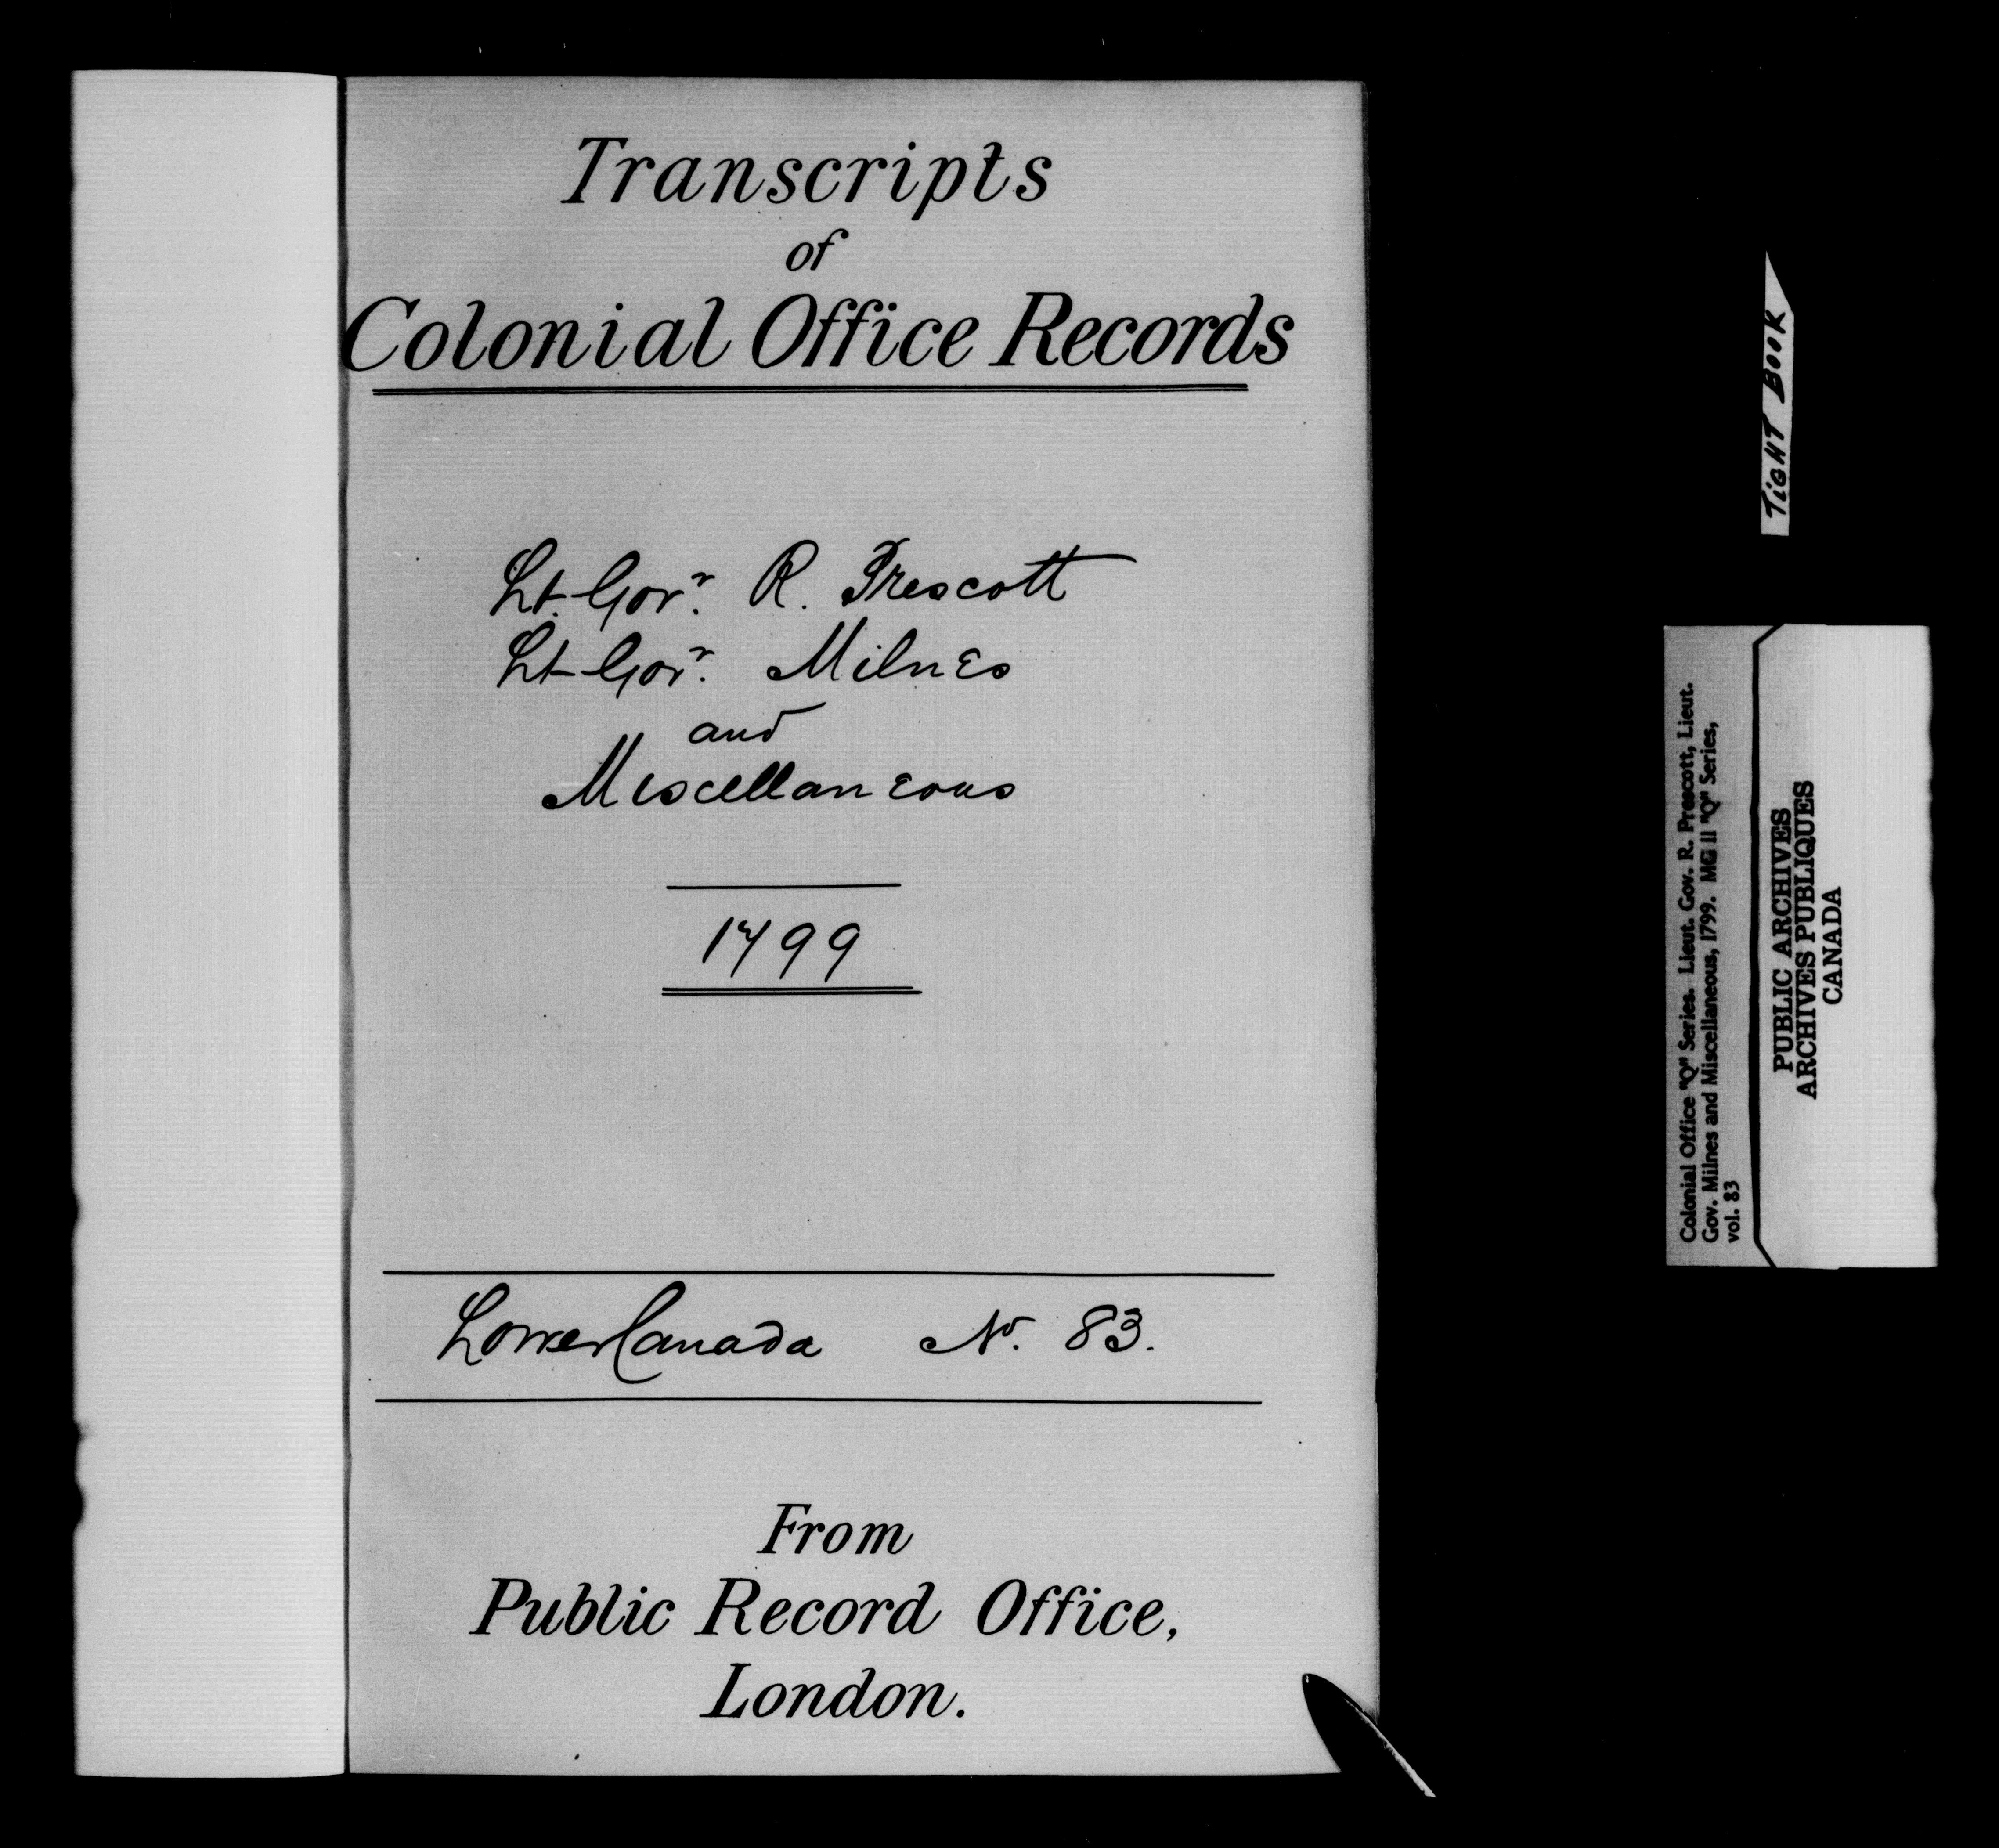 Transcripts
of
Colonial Office Records
Lt. Govr. R. Prescott
Lt Govr. Milnes
and
Miscellaneous
1799
Lower Canada No. 83.
From
Public Record Office,
London.
TIGHT BOOK
Colonial Office "Q" Series. Lieut. Gov. R. Prescott, Lieut.
Gov. Milnes and Miscellaneous, 1799. MG 11 "Q" Series,
vol. 83
PUBLIC ARCHIVES
ARCHIVES PUBLIQUES
CANADA